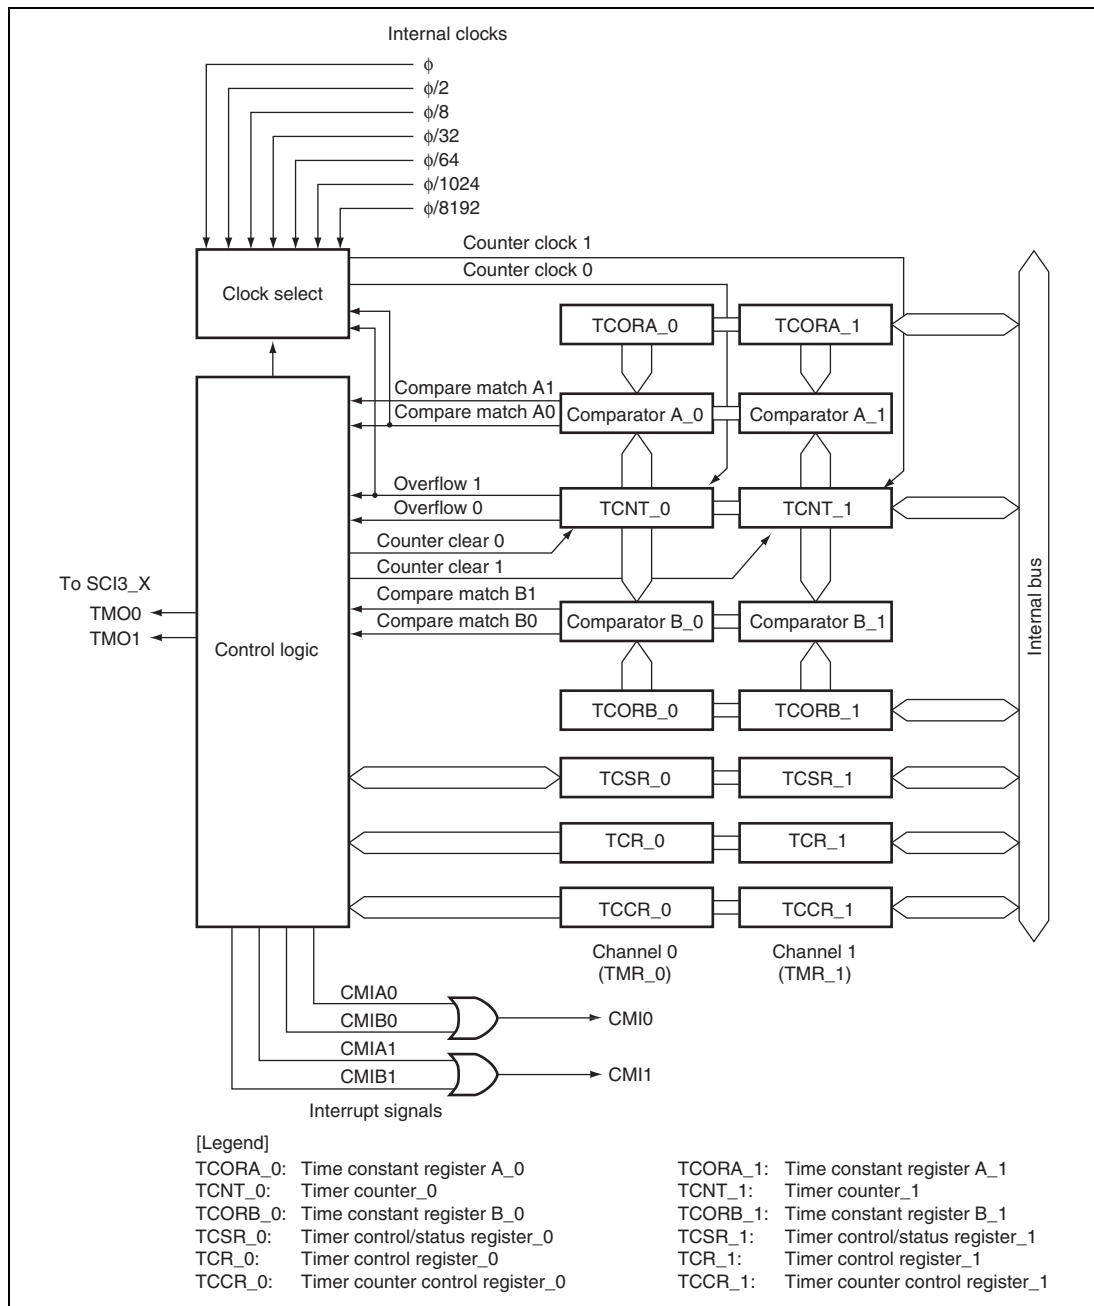 Internal clocks
ϕ
ϕ/2
ϕ/8
ϕ/32
ϕ/64
ϕ/1024
ϕ/8192
Counter clock 1
Counter clock 0
Clock select
TCORA_0
TCORA_1
Compare match A1
Compare match A0
Comparator A_0
Comparator A_1
Overflow 1
Overflow 0
TCNT_0
TCNT_1
Counter clear 0
Counter clear 1
To SCI3_X
TMO0
TMO1
Compare match B1
Compare match B0
Comparator B_0
Comparator B_1
Control logic
Internal bus
TCORB_0
TCORB_1
TCSR_0
TCSR_1
TCR_0
TCR_1
TCCR_0
TCCR_1
Channel 0
(TMR_0)
Channel 1
(TMR_1)
CMIA0
CMIB0
CMI0
CMIA1
CMIB1
CMI1
Interrupt signals
[Legend]
TCORA_0: Time constant register A_0
TCNT_0: Timer counter_0
TCORB_0: Time constant register B_0
TCSR_0: Timer control/status register_0
TCR_0: Timer control register_0
TCCR_0: Timer counter control register_0
TCORA_1: Time constant register A_1
TCNT_1: Timer counter_1
TCORB_1: Time constant register B_1
TCSR_1: Timer control/status register_1
TCR_1: Timer control register_1
TCCR_1: Timer counter control register_1